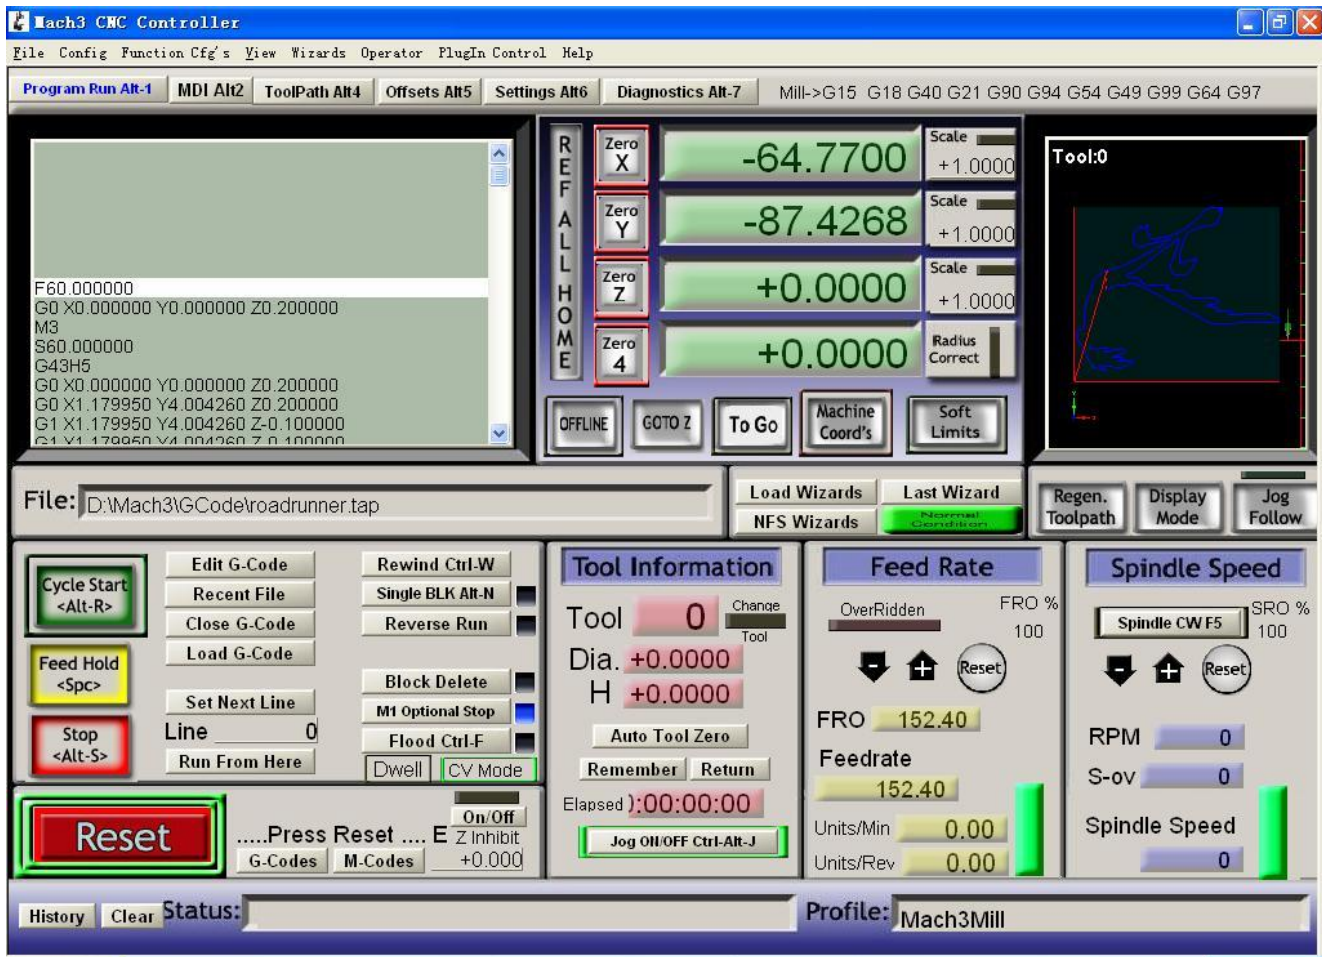 Mach3 CNC Controller
File Config Function Cfg's View Wizards Operator PlugIn Control Help
Program Run Alt-1 MDI Alt2 ToolPath Alt4 Offsets Alt5 Settings Alt6 Diagnostics Alt-7 Mill->G15 G18 G40 G21 G90 G94 G54 G49 G99 G64 G97
F60.000000
G0 X0.000000 Y0.000000 Z0.200000
M3
S60.000000
G43H5
G0 X0.000000 Y0.000000 Z0.200000
G0 X1.179950 Y4.004260 Z0.200000
G1 X1.179950 Y4.004260 Z-0.100000
G1 X1.179950 Y4.004260 Z-0.100000
REF ALL HOME
Zero X -64.7700 Scale +1.0000
Zero Y -87.4268 Scale +1.0000
Zero Z +0.0000 Scale +1.0000
Zero 4 +0.0000 Radius Correct
OFFLINE GOTO Z To Go Machine Coord's Soft Limits
Tool:0
File: D:\Mach3\GCode\roadrunner.tap
Load Wizards Last Wizard
NFS Wizards Normal Condition
Regen. Toolpath Display Mode Jog Follow
Cycle Start <Alt-R>
Feed Hold <Spc>
Stop <Alt-S>
Edit G-Code
Recent File
Close G-Code
Load G-Code
Set Next Line
Line 0
Run From Here
Rewind Ctrl-W
Single BLK Alt-N
Reverse Run
Block Delete
M1 Optional Stop
Flood Ctrl-F
Dwell CV Mode
Reset
.....Press Reset .... E
G-Codes M-Codes
On/Off
Z Inhibit
+0.000
Tool Information
Tool 0 Change Tool
Dia. +0.0000
H +0.0000
Auto Tool Zero
Remember Return
Elapsed ):00:00:00
Jog ON/OFF Ctrl-Alt-J
Feed Rate
OverRidden FRO %
100
Reset
FRO 152.40
Feedrate
152.40
Units/Min 0.00
Units/Rev 0.00
Spindle Speed
Spindle CW F5 SRO %
100
Reset
RPM 0
S-ov 0
Spindle Speed
0
History Clear Status: Profile: Mach3Mill